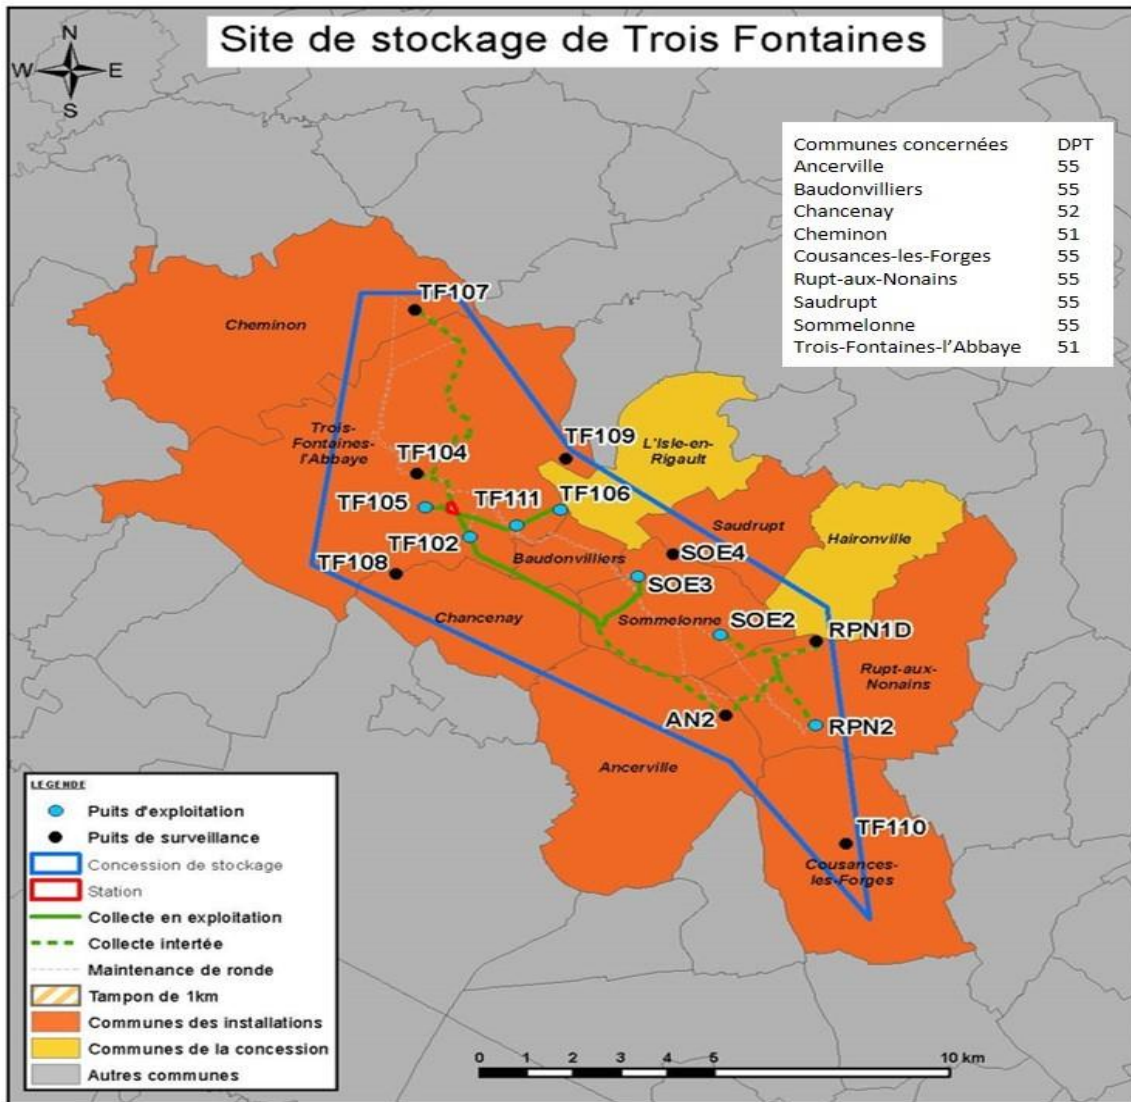 Site de stockage de Trois Fontaines
N
W E
S
Communes concernées DPT
Ancerville 55
Baudonvilliers 55
Chancenay 52
Cheminon 51
Cousances-les-Forges 55
Rupt-aux-Nonains 55
Saudrupt 55
Sommelonne 55
Trois-Fontaines-l'Abbaye 51
TF107
Cheminon
Trois-
Fontaines-
l'Abbaye
TF109
L'Isle-en-
Rigault
TF104
TF105
TF111
TF106
TF102
Saudrupt
Haironville
Baudonvilliers
SOE4
TF108
SOE3
Chancenay
Sommelonne
SOE2
RPN1D
Rupt-aux-
Nonains
AN2
RPN2
Ancerville
TF110
Cousances-
les-Forges
LEGENDE
Puits d'exploitation
Puits de surveillance
Concession de stockage
Station
Collecte en exploitation
Collecte intertée
Maintenance de ronde
Tampon de 1km
Communes des installations
Communes de la concession
Autres communes
0 1 2 3 4 5 10 km